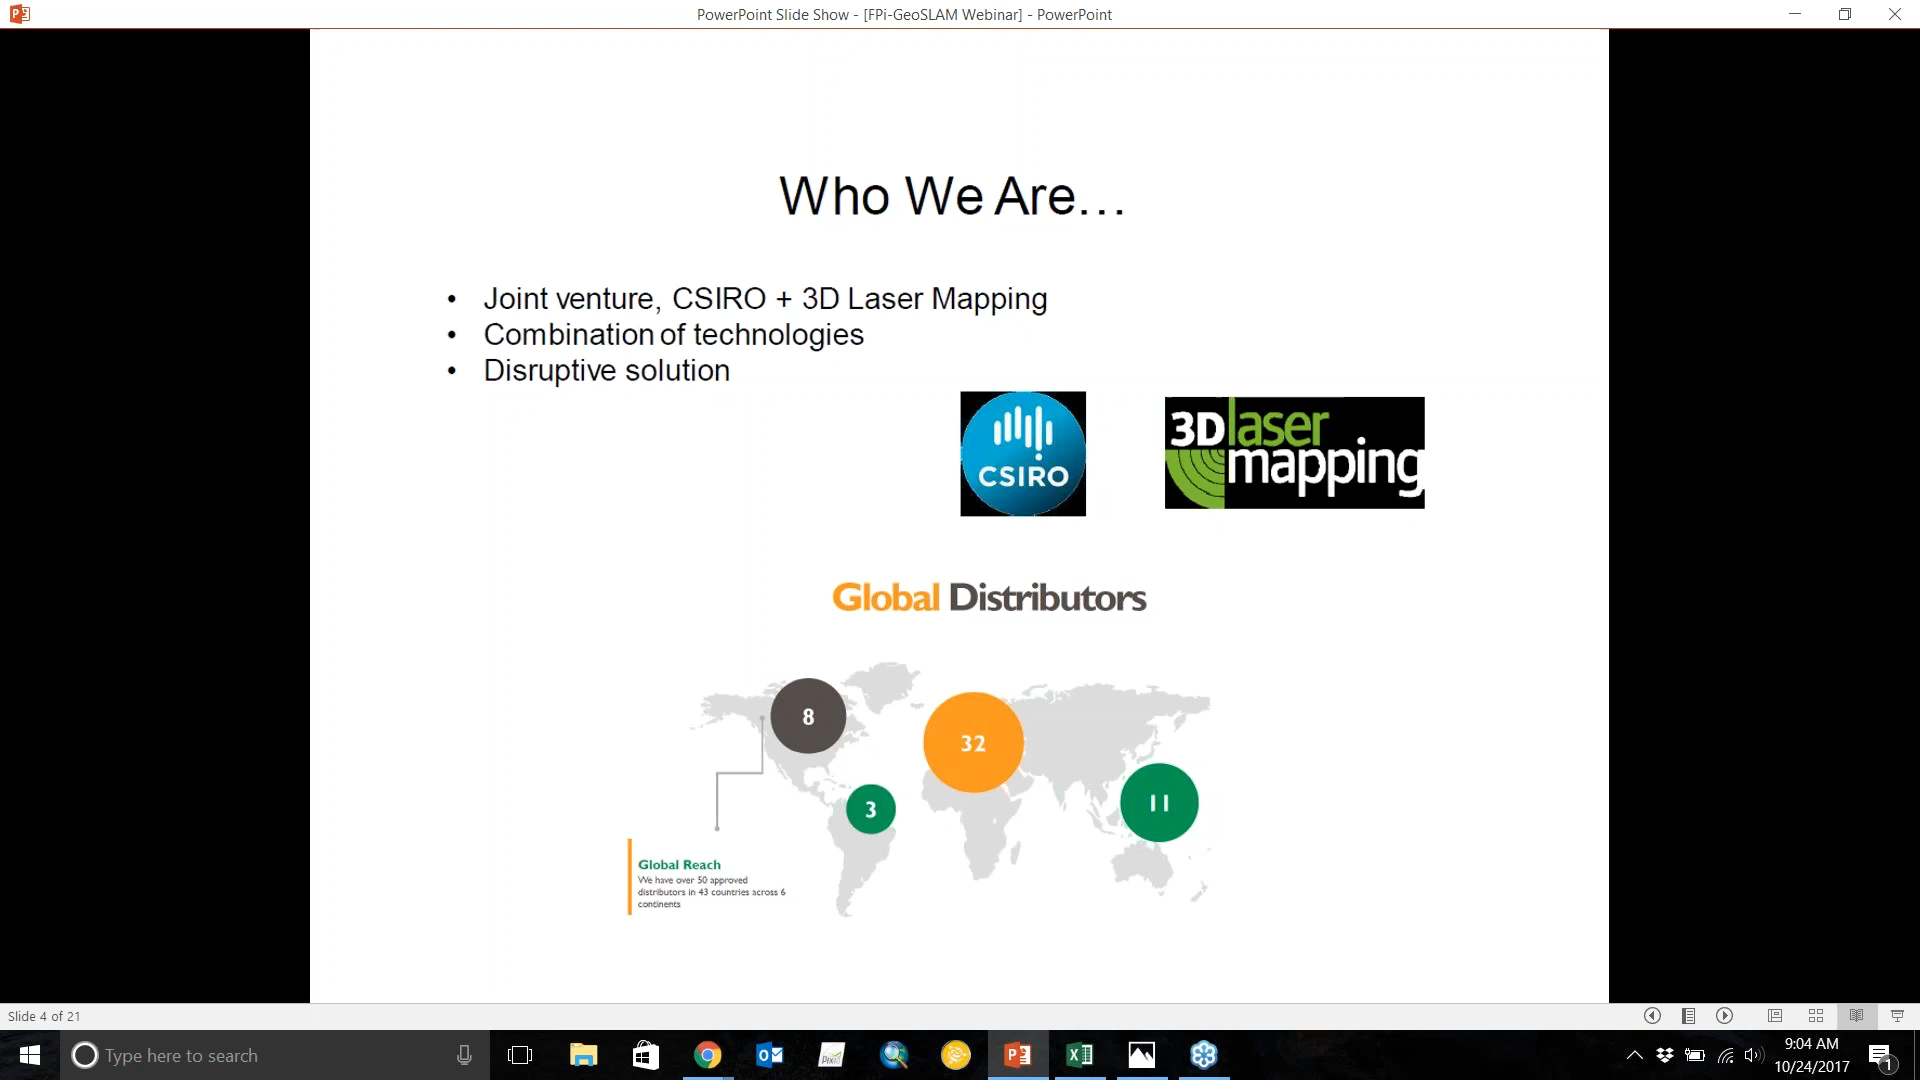 PowerPoint Slide Show - [FPi-GeoSLAM Webinar] - PowerPoint
Who We Are…
• Joint venture, CSIRO + 3D Laser Mapping
• Combination of technologies
• Disruptive solution
CSIRO
3D laser
mapping
Global Distributors
8
32
3
11
Global Reach
We have over 50 approved
distributors in 43 countries across 6
continents
Slide 4 of 21
Type here to search
9:04 AM
10/24/2017
1